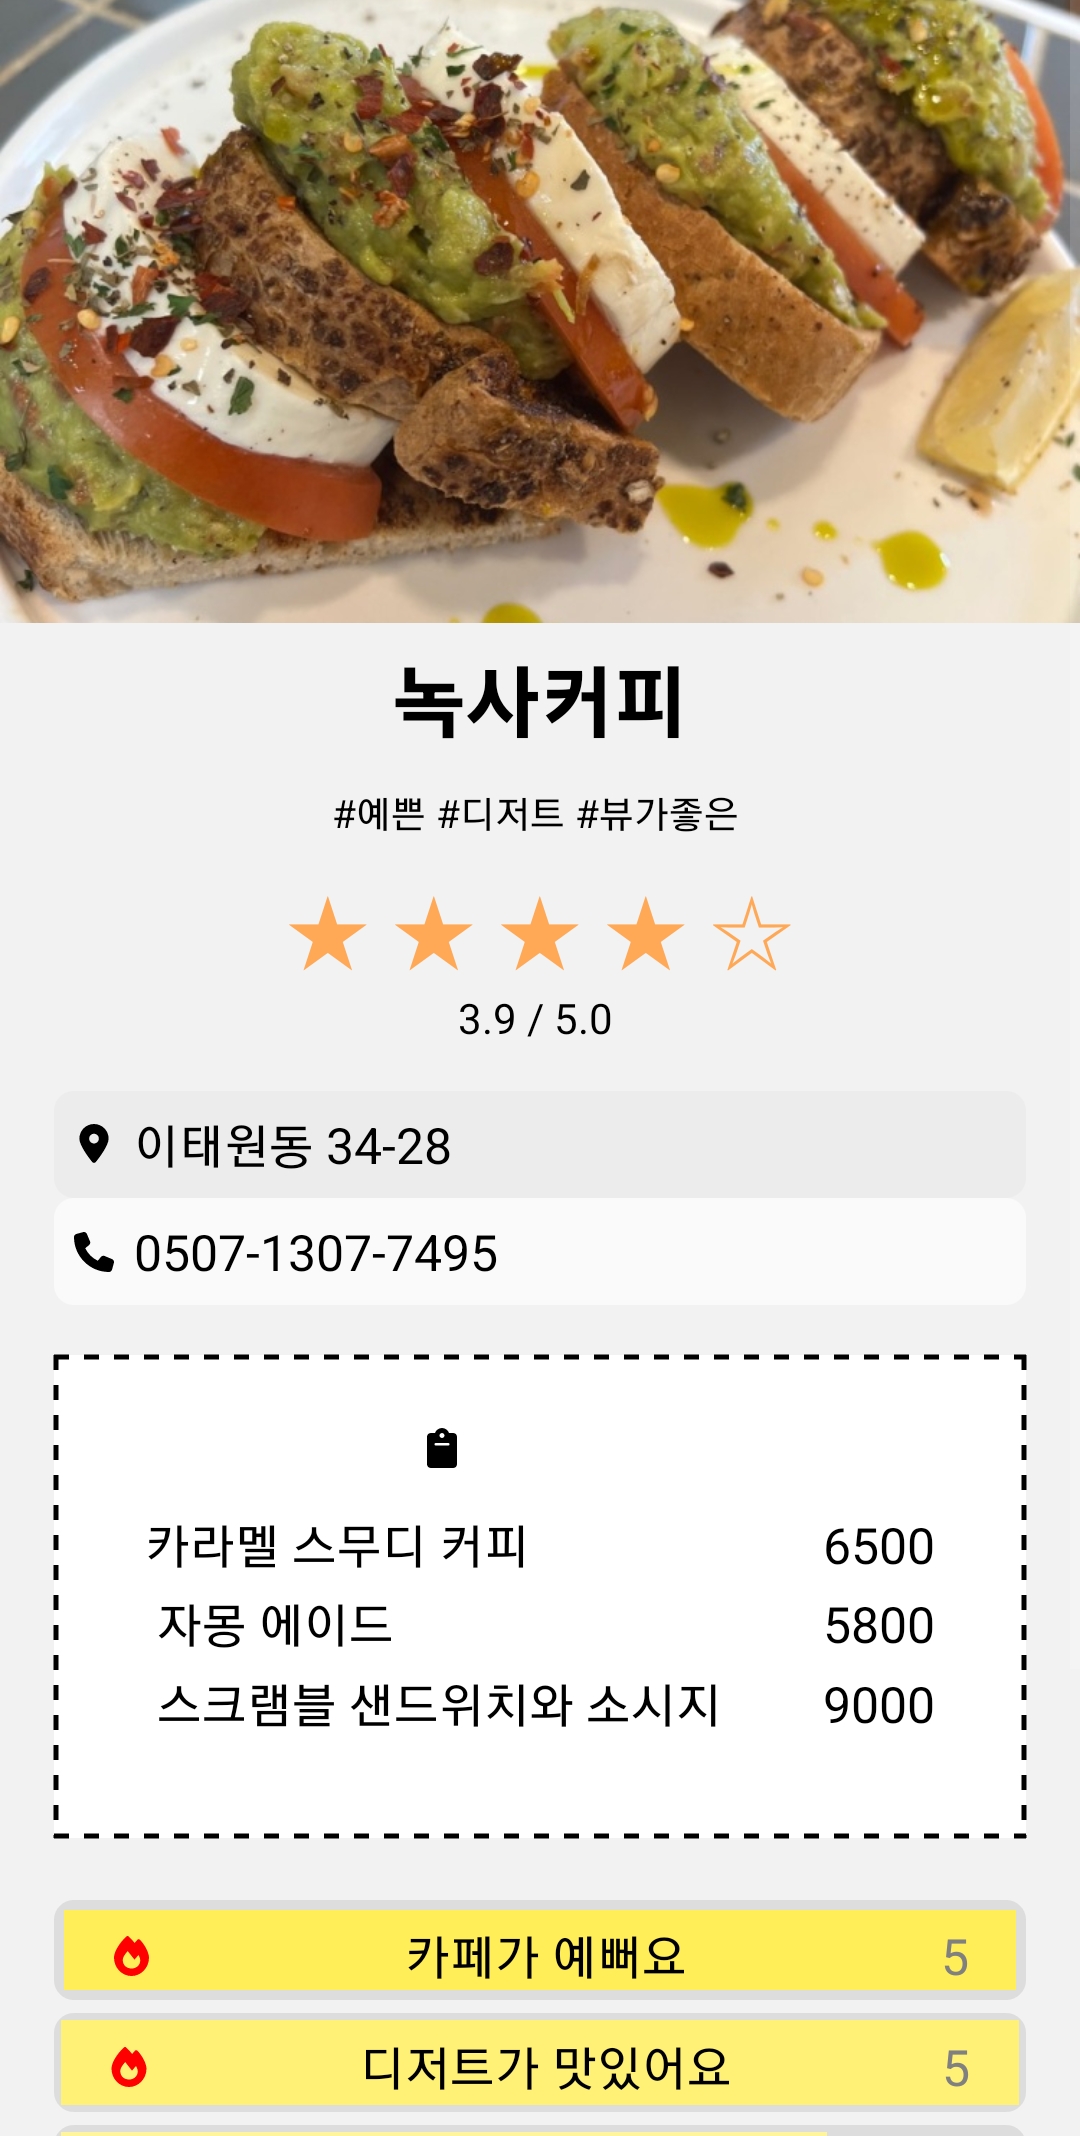 녹사커피
#예쁜 #디저트 #뷰가좋은
3.9 / 5.0
이태원동 34-28
0507-1307-7495
카라멜 스무디 커피 6500
자몽 에이드 5800
스크램블 샌드위치와 소시지 9000
카페가 예뻐요 5
디저트가 맛있어요 5